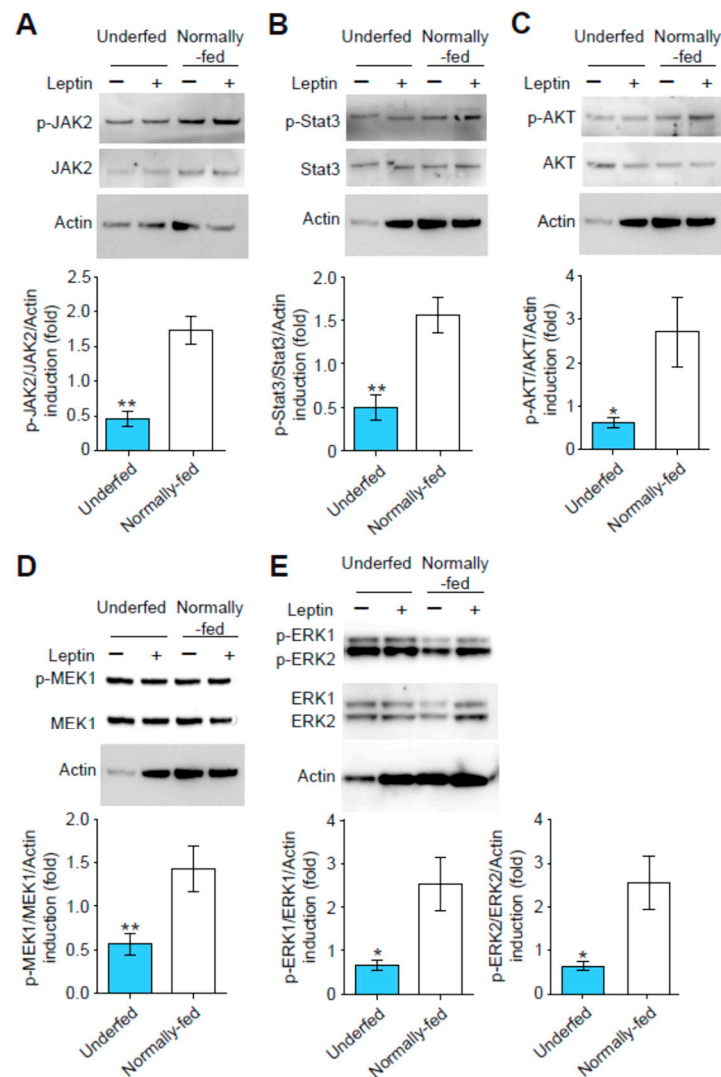 A
Underfed Normally
-fed
Leptin − + − +
p-JAK2
JAK2
Actin
p-JAK2/JAK2/Actin
induction (fold)
2.5
2.0
1.5
1.0
0.5
0
**
Underfed
Normally-fed
B
Underfed Normally
-fed
Leptin − + − +
p-Stat3
Stat3
Actin
p-Stat3/Stat3/Actin
induction (fold)
2.0
1.5
1.0
0.5
0
**
Underfed
Normally-fed
C
Underfed Normally
-fed
Leptin − + − +
p-AKT
AKT
Actin
p-AKT/AKT/Actin
induction (fold)
4
3
2
1
0
*
Underfed
Normally-fed
D
Underfed Normally
-fed
Leptin − + − +
p-MEK1
MEK1
Actin
p-MEK1/MEK1/Actin
induction (fold)
2.0
1.5
1.0
0.5
0.0
**
Underfed
Normally-fed
E
Underfed Normally
-fed
Leptin − + − +
p-ERK1
p-ERK2
ERK1
ERK2
Actin
p-ERK1/ERK1/Actin
induction (fold)
4
3
2
1
0
*
Underfed
Normally-fed
p-ERK2/ERK2/Actin
induction (fold)
4
3
2
1
0
*
Underfed
Normally-fed